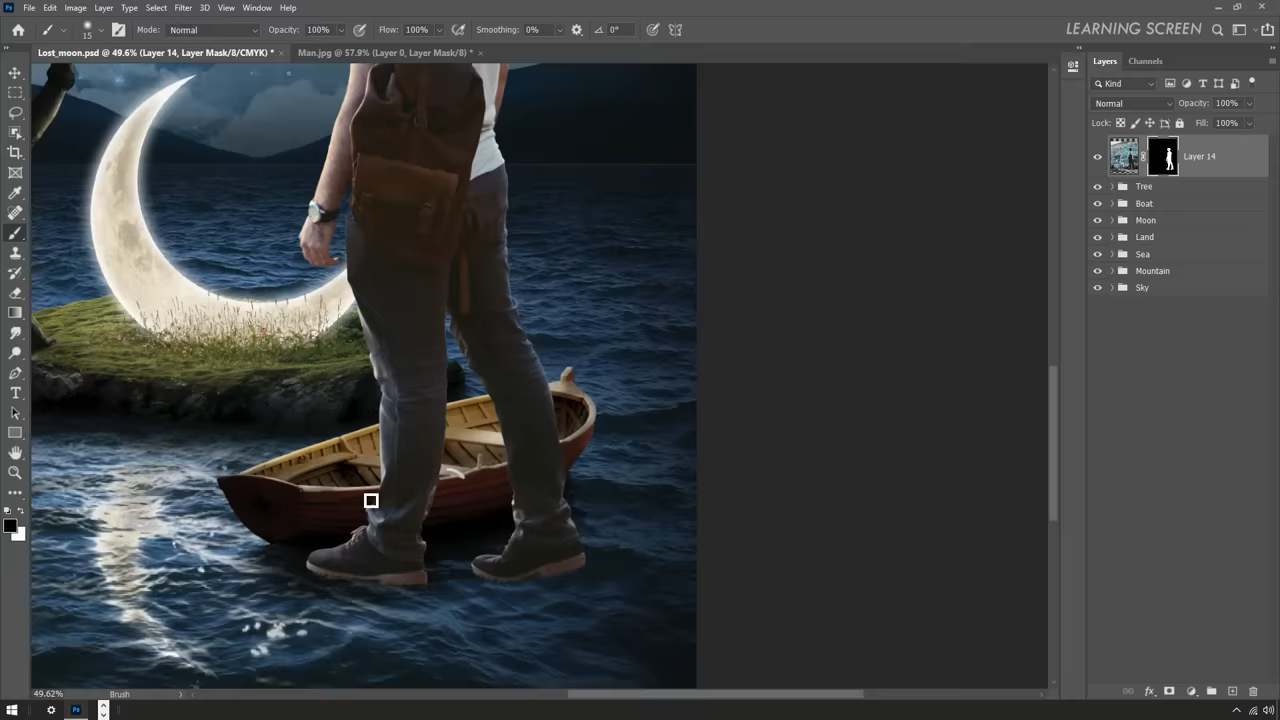 File Edit Image Layer Type Select Filter 3D View Window Help
15 Mode: Normal Opacity: 100% Flow: 100% Smoothing: 0% 0°
LEARNING SCREEN
Lost_moon.psd @ 49.6% (Layer 14, Layer Mask/8/CMYK) * × Man.jpg @ 57.9% (Layer 0, Layer Mask/8) * ×
Layers Channels
Kind
Normal Opacity: 100%
Lock: Fill: 100%
Layer 14
Tree
Boat
Moon
Land
Sea
Mountain
Sky
49.62% Brush